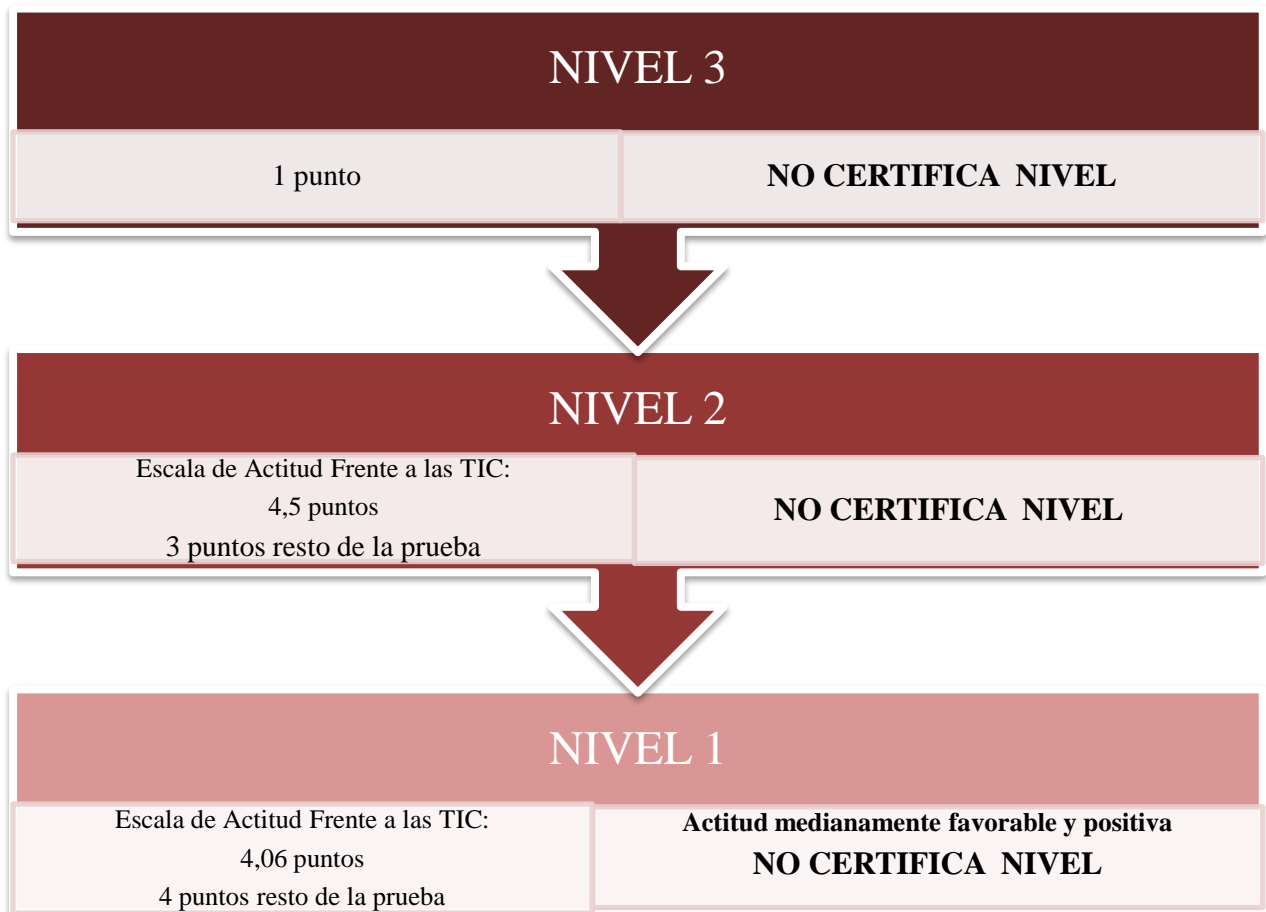 NIVEL 3
1 punto
NO CERTIFICA NIVEL
NIVEL 2
Escala de Actitud Frente a las TIC:
4,5 puntos
3 puntos resto de la prueba
NO CERTIFICA NIVEL
NIVEL 1
Escala de Actitud Frente a las TIC:
4,06 puntos
4 puntos resto de la prueba
Actitud medianamente favorable y positiva
NO CERTIFICA NIVEL